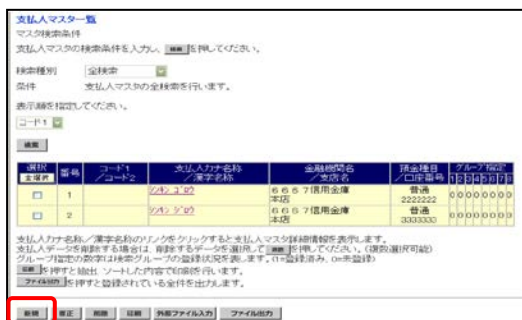 支払人マスタ一覧
マスタ検索条件
支払人マスタの検索条件を入力し、 検索 を押してください。
検索種別 全検索
条件 支払人マスタの全検索を行います。
表示順を指定してください。
コード1
検索
選択 番号 コード1 支払人カナ名称 金融機関名 預金種目 グループ指定
全選択 /コード2 /漢字名称 /支店名 /口座番号 1 2 3 4 5 6 7 8
1 シンキン ゴロウ 6667信用金庫 普通 0 0 0 0 0 0 0 0
本店 2222222
2 シンキン ジロウ 6667信用金庫 普通 0 0 0 0 0 0 0 0
本店 3333333
支払人カナ名称/漢字名称のリンクをクリックすると支払人マスタ詳細情報を表示します。
支払人データを削除する場合は、削除するデータを選択して 削除 を押してください。(複数選択可能)
グループ指定の数字は検索グループの登録状況を表します。(1=登録済み、0=未登録)
印刷 を押すと抽出、ソートした内容で印刷を行います。
ファイル出力 を押すと登録されている全件を出力します。
新規 修正 削除 印刷 外部ファイル入力 ファイル出力